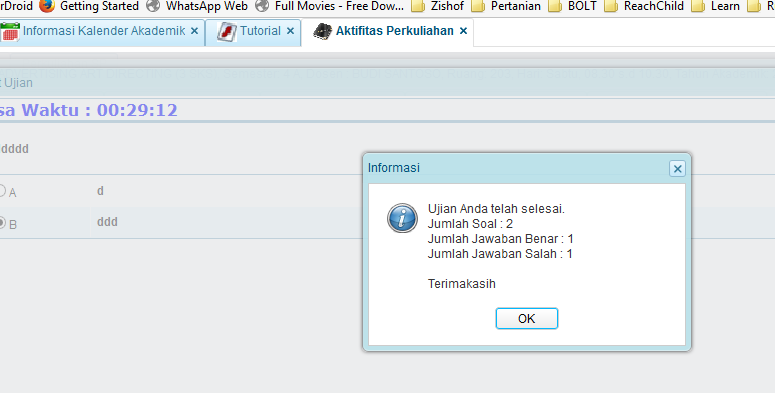 rDroid Getting Started WhatsApp Web Full Movies - Free Dow... Zishof Pertanian BOLT ReachChild Learn R
Informasi Kalender Akademik × Tutorial × Aktifitas Perkuliahan ×
Ujian
sa Waktu : 00:29:12
dddd
A d
B ddd
Informasi
Ujian Anda telah selesai.
Jumlah Soal : 2
Jumlah Jawaban Benar : 1
Jumlah Jawaban Salah : 1
Terimakasih
OK